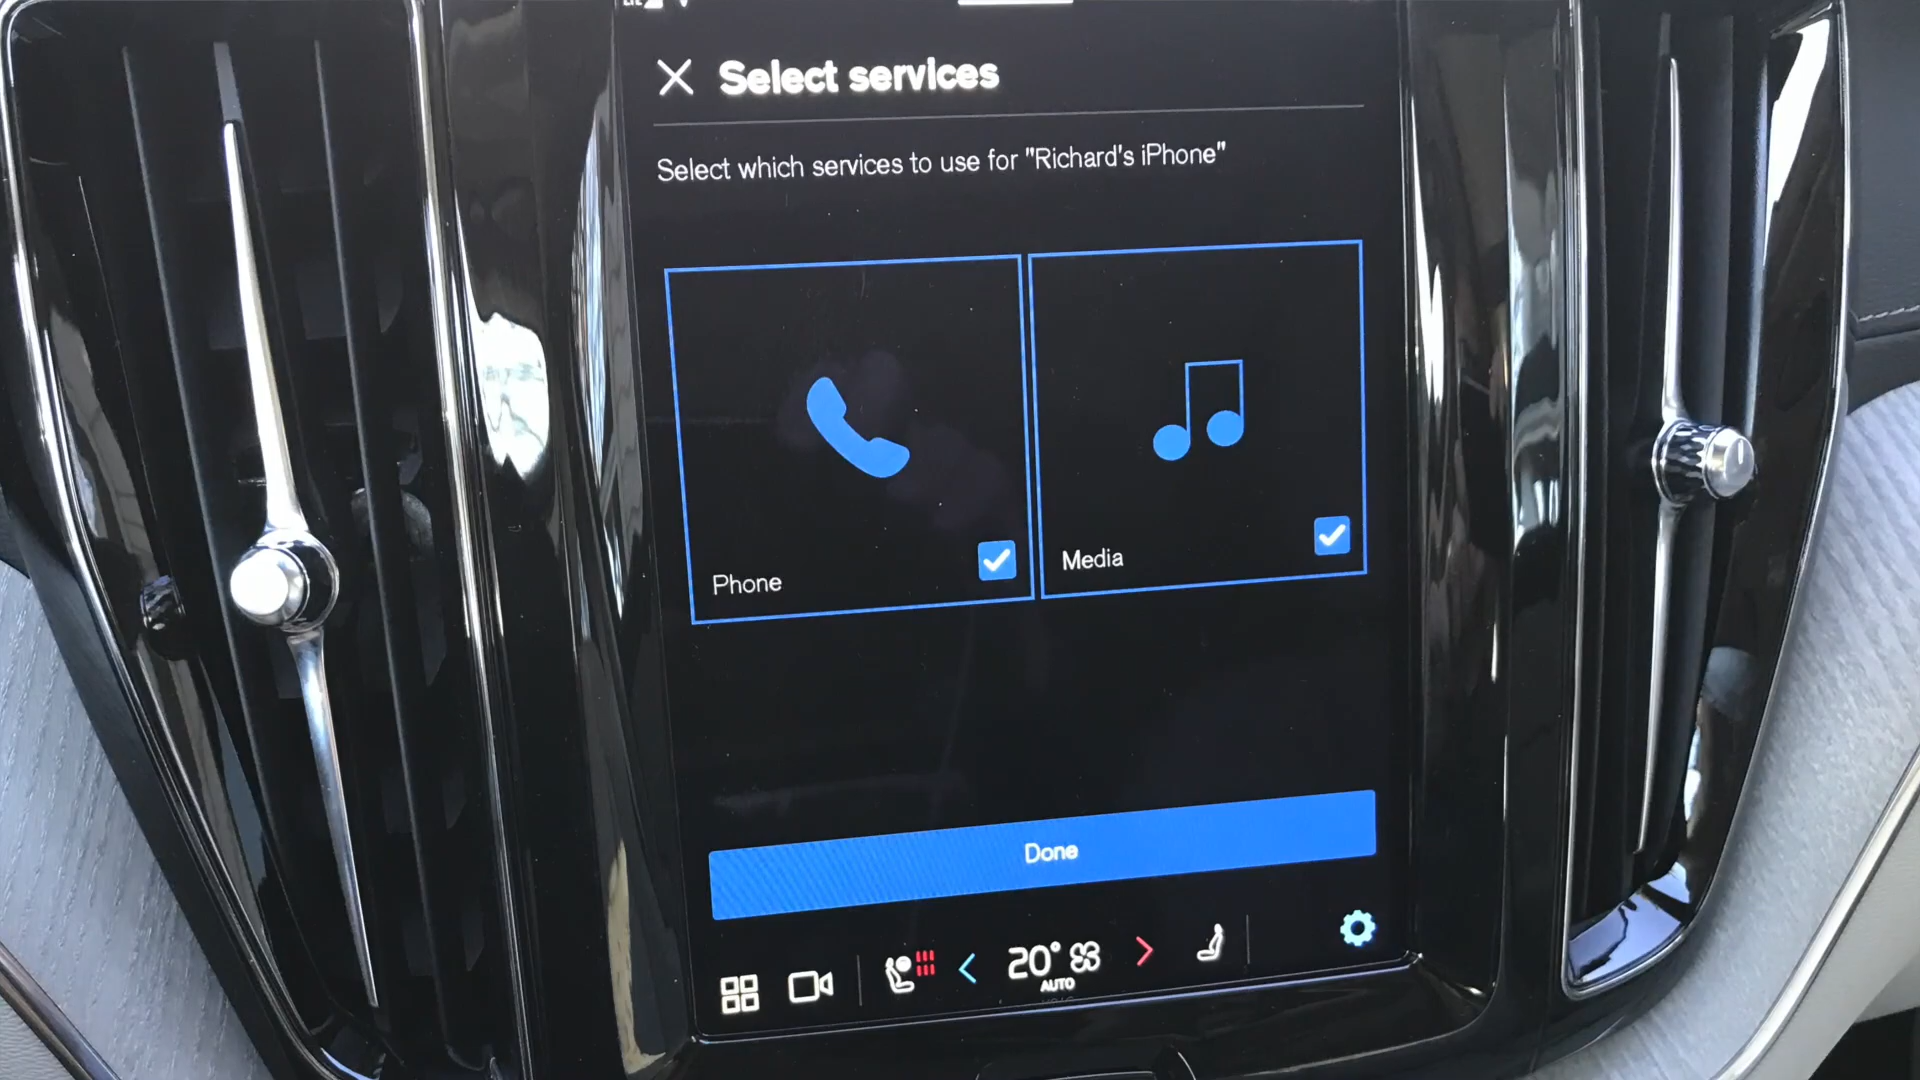 Select services
Select which services to use for "Richard's iPhone"
Phone
Media
Done
20°
AUTO